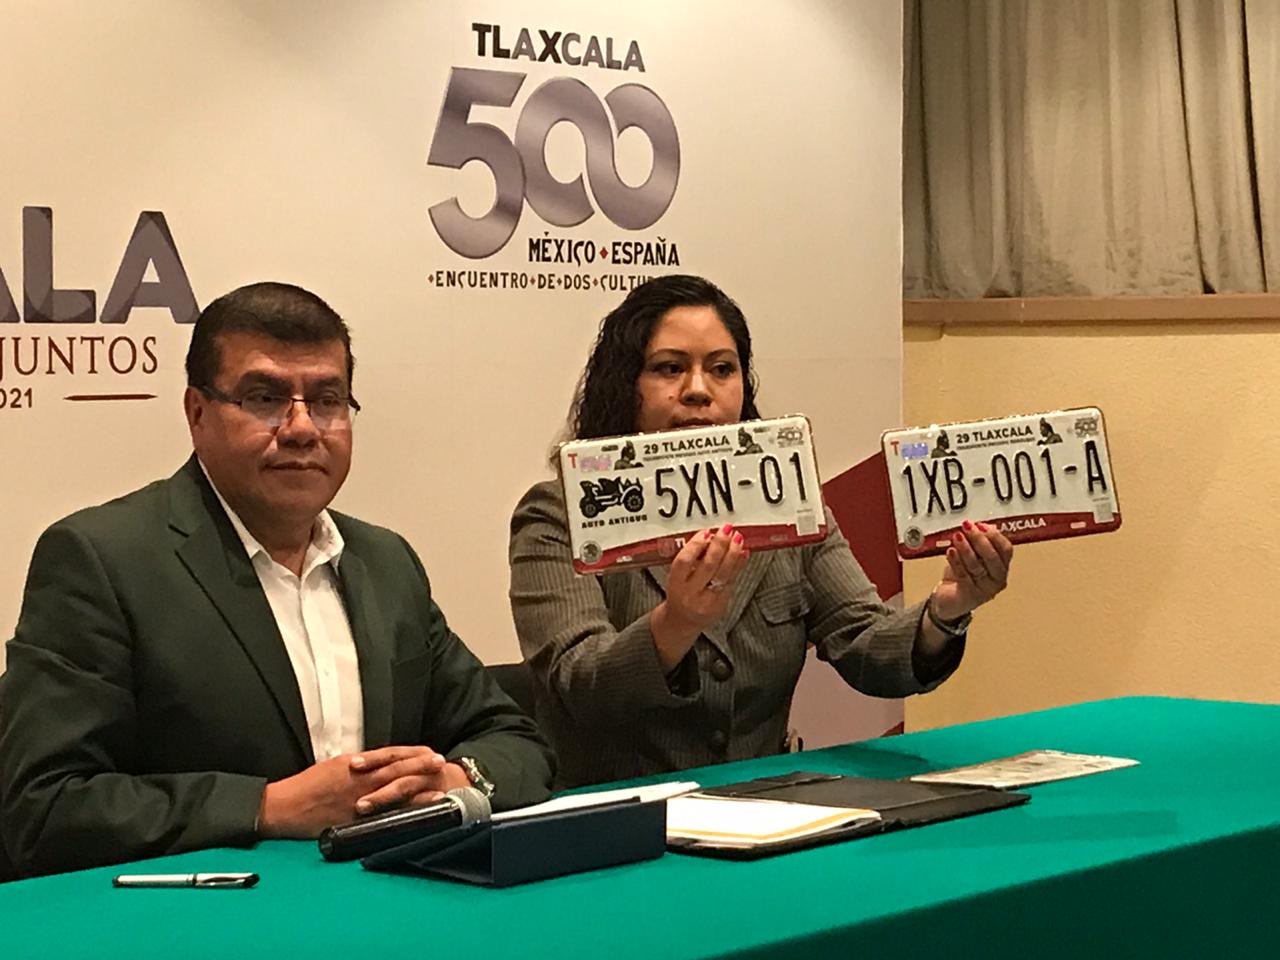 TLAXCALA
500
MÉXICO ESPAÑA
ENCUENTRO DE DOS
ALA
JUNTOS
021
29 TLAXCALA
5XN-01
AUTO ANTIGUO
29 TLAXCALA
1XB-001-A
TLAXCALA